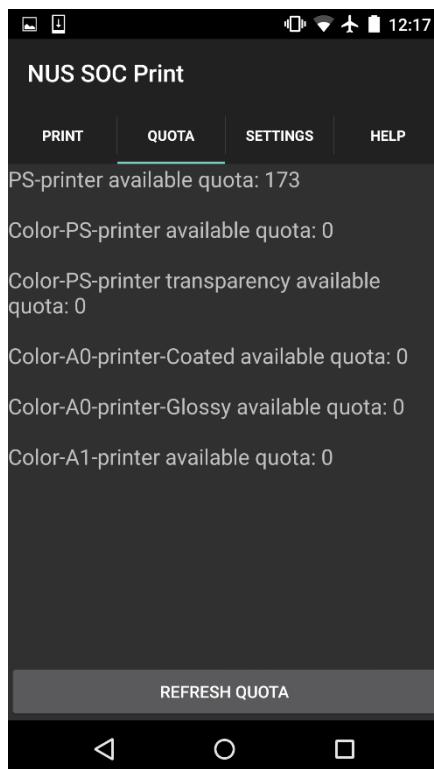 12:17
NUS SOC Print
PRINT QUOTA SETTINGS HELP
PS-printer available quota: 173
Color-PS-printer available quota: 0
Color-PS-printer transparency available
quota: 0
Color-A0-printer-Coated available quota: 0
Color-A0-printer-Glossy available quota: 0
Color-A1-printer available quota: 0
REFRESH QUOTA